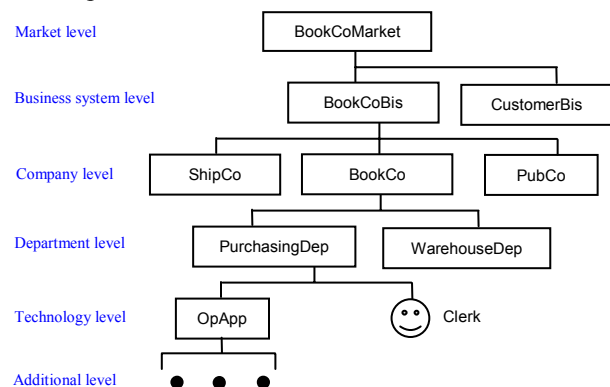 Market level
BookCoMarket
Business system level
BookCoBis
CustomerBis
Company level
ShipCo
BookCo
PubCo
Department level
PurchasingDep
WarehouseDep
Technology level
OpApp
Clerk
Additional level